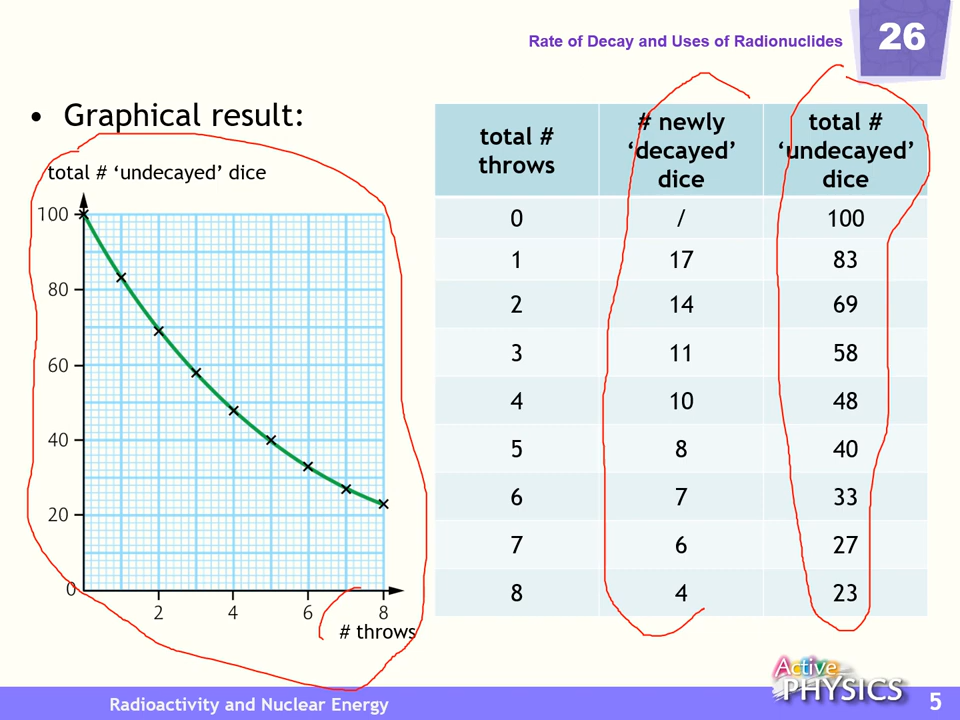 Rate of Decay and Uses of Radionuclides
26
• Graphical result:
total # ‘undecayed’ dice
100
80
60
40
20
0
2 4 6 8
# throws
total # throws # newly ‘decayed’ dice total # ‘undecayed’ dice
0 / 100
1 17 83
2 14 69
3 11 58
4 10 48
5 8 40
6 7 33
7 6 27
8 4 23
Active
PHYSICS
Radioactivity and Nuclear Energy
5